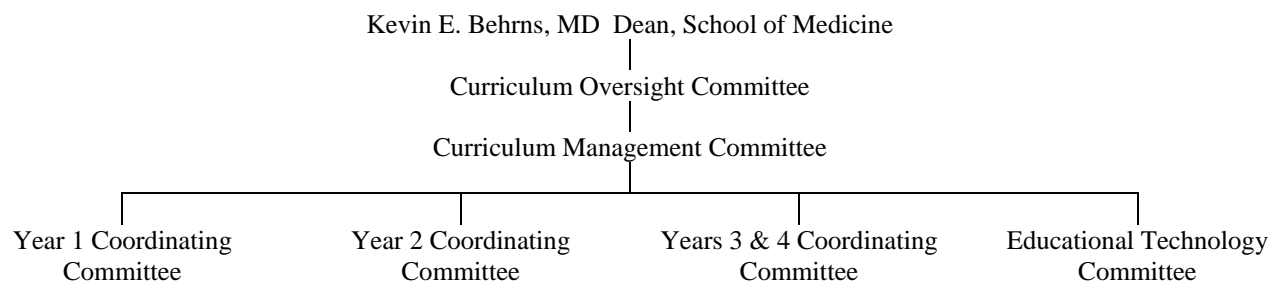 Kevin E. Behrns, MD  Dean, School of Medicine
Curriculum Oversight Committee
Curriculum Management Committee
Year 1 Coordinating
Committee
Year 2 Coordinating
Committee
Years 3 & 4 Coordinating
Committee
Educational Technology
Committee